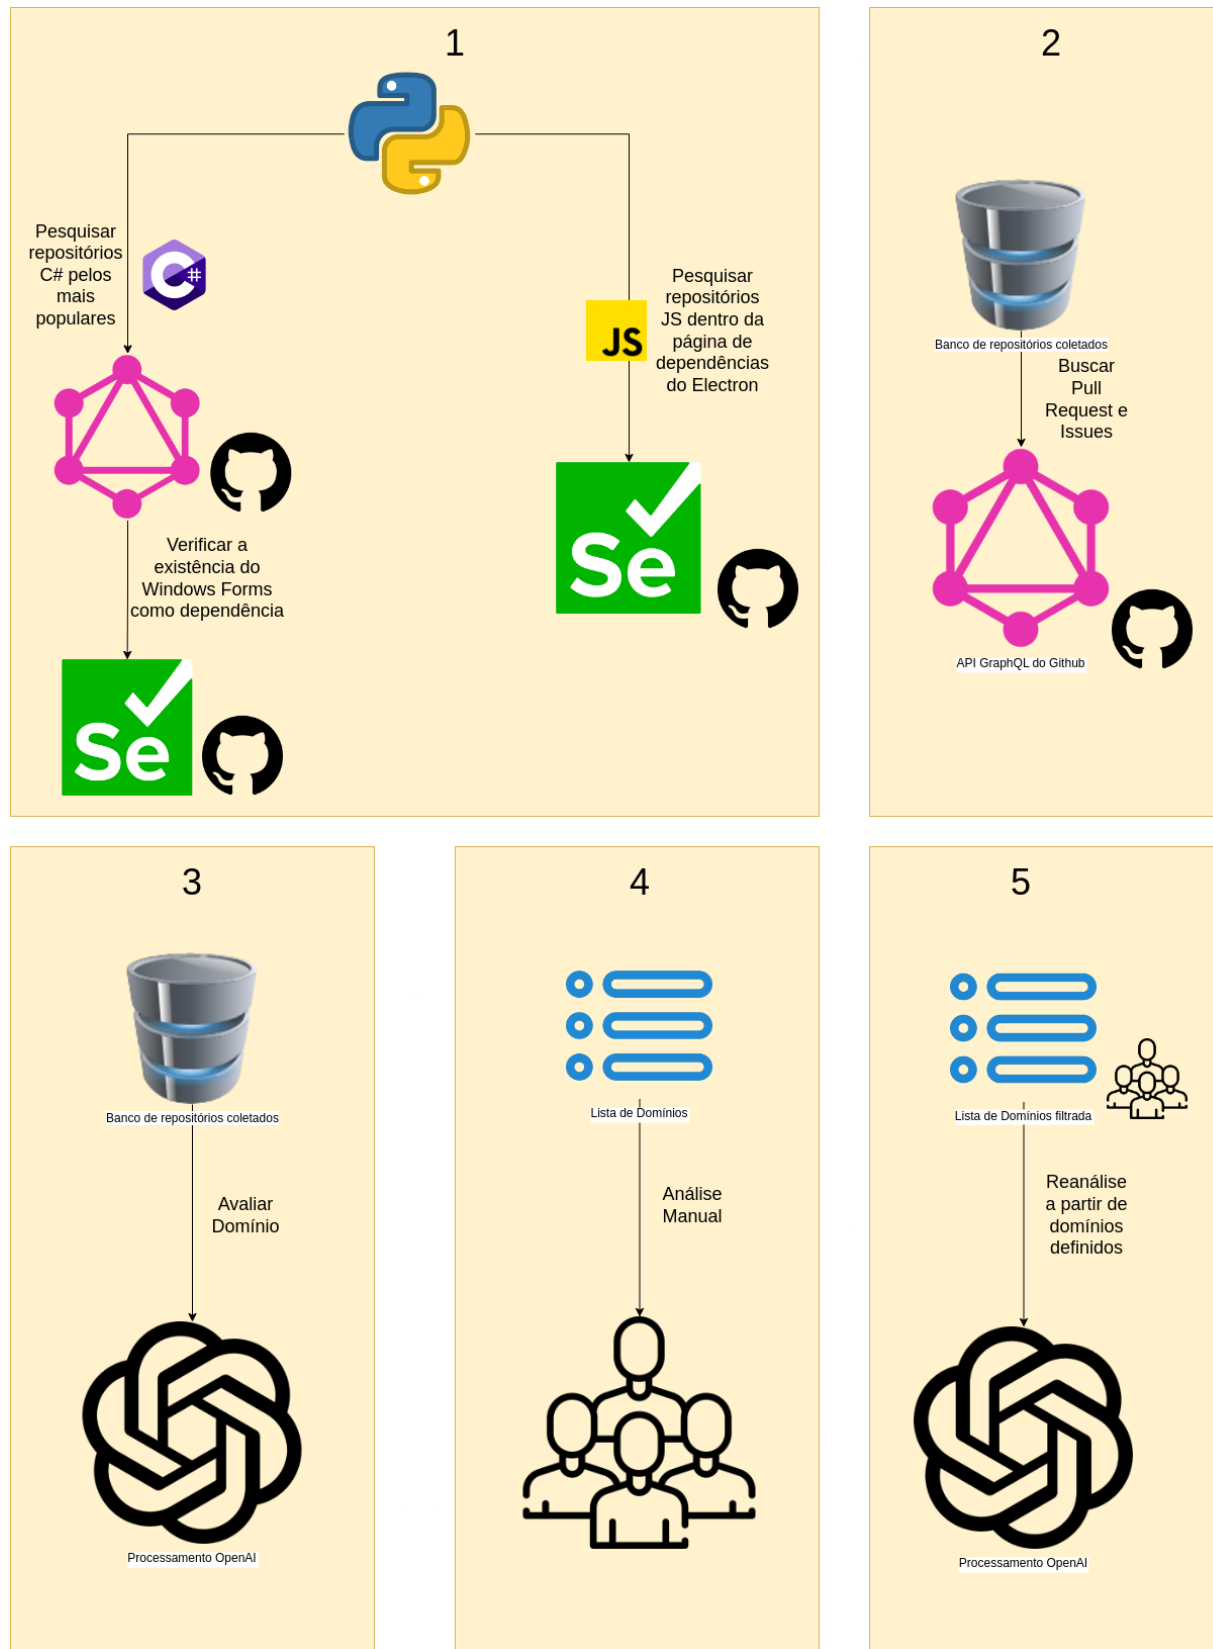 1
Pesquisar
repositórios
C# pelos
mais
populares
C#
Pesquisar
repositórios
JS dentro da
página de
dependências
do Electron
JS
Verificar a
existência do
Windows Forms
como dependência
Se
Se
2
Banco de repositórios coletados
Buscar
Pull
Request e
Issues
API GraphQL do Github
3
Banco de repositórios coletados
Avaliar
Domínio
Processamento OpenAI
4
Lista de Domínios
Análise
Manual
5
Lista de Domínios filtrada
Reanálise
a partir de
domínios
definidos
Processamento OpenAI